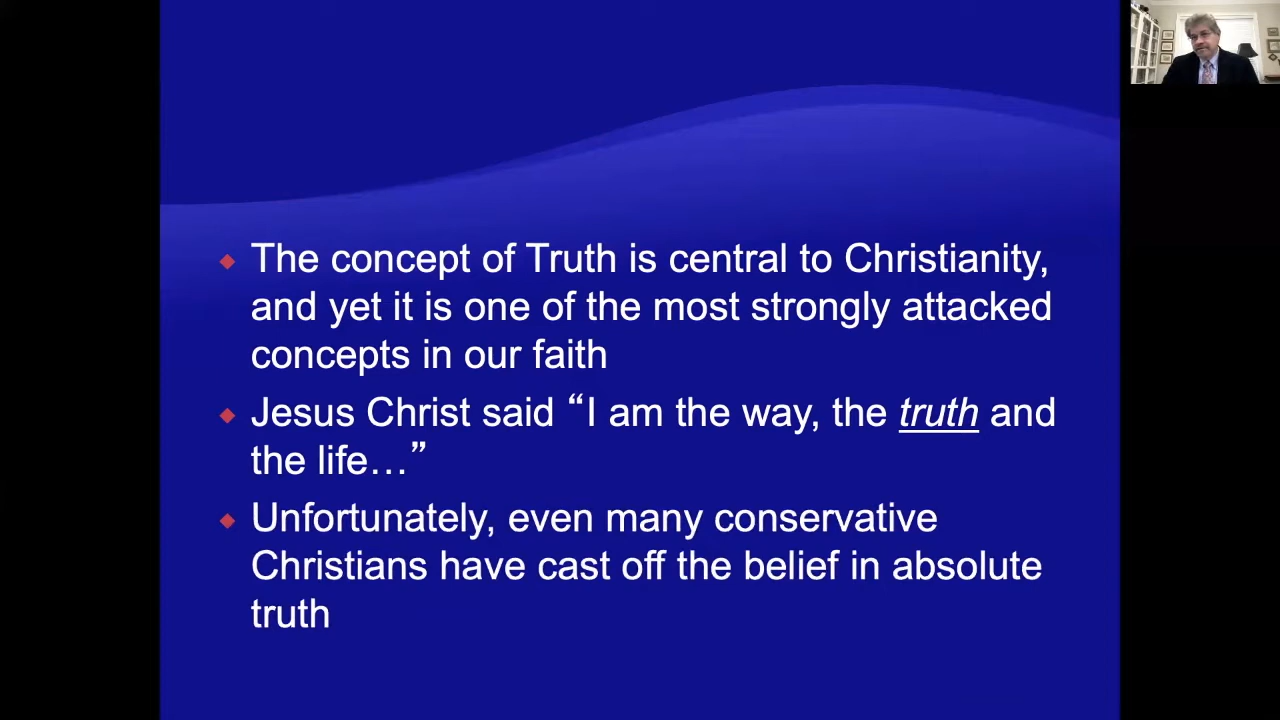 The concept of Truth is central to Christianity,
and yet it is one of the most strongly attacked
concepts in our faith
Jesus Christ said “I am the way, the truth and
the life…”
Unfortunately, even many conservative
Christians have cast off the belief in absolute
truth